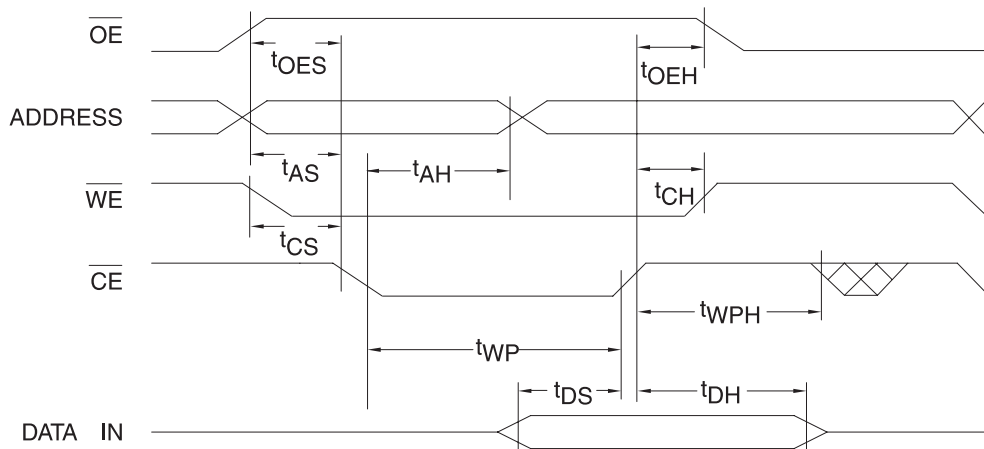 OE
tOES
tOEH
ADDRESS
tAS
tAH
WE
tCH
tCS
CE
tWPH
tWP
tDS
tDH
DATA IN